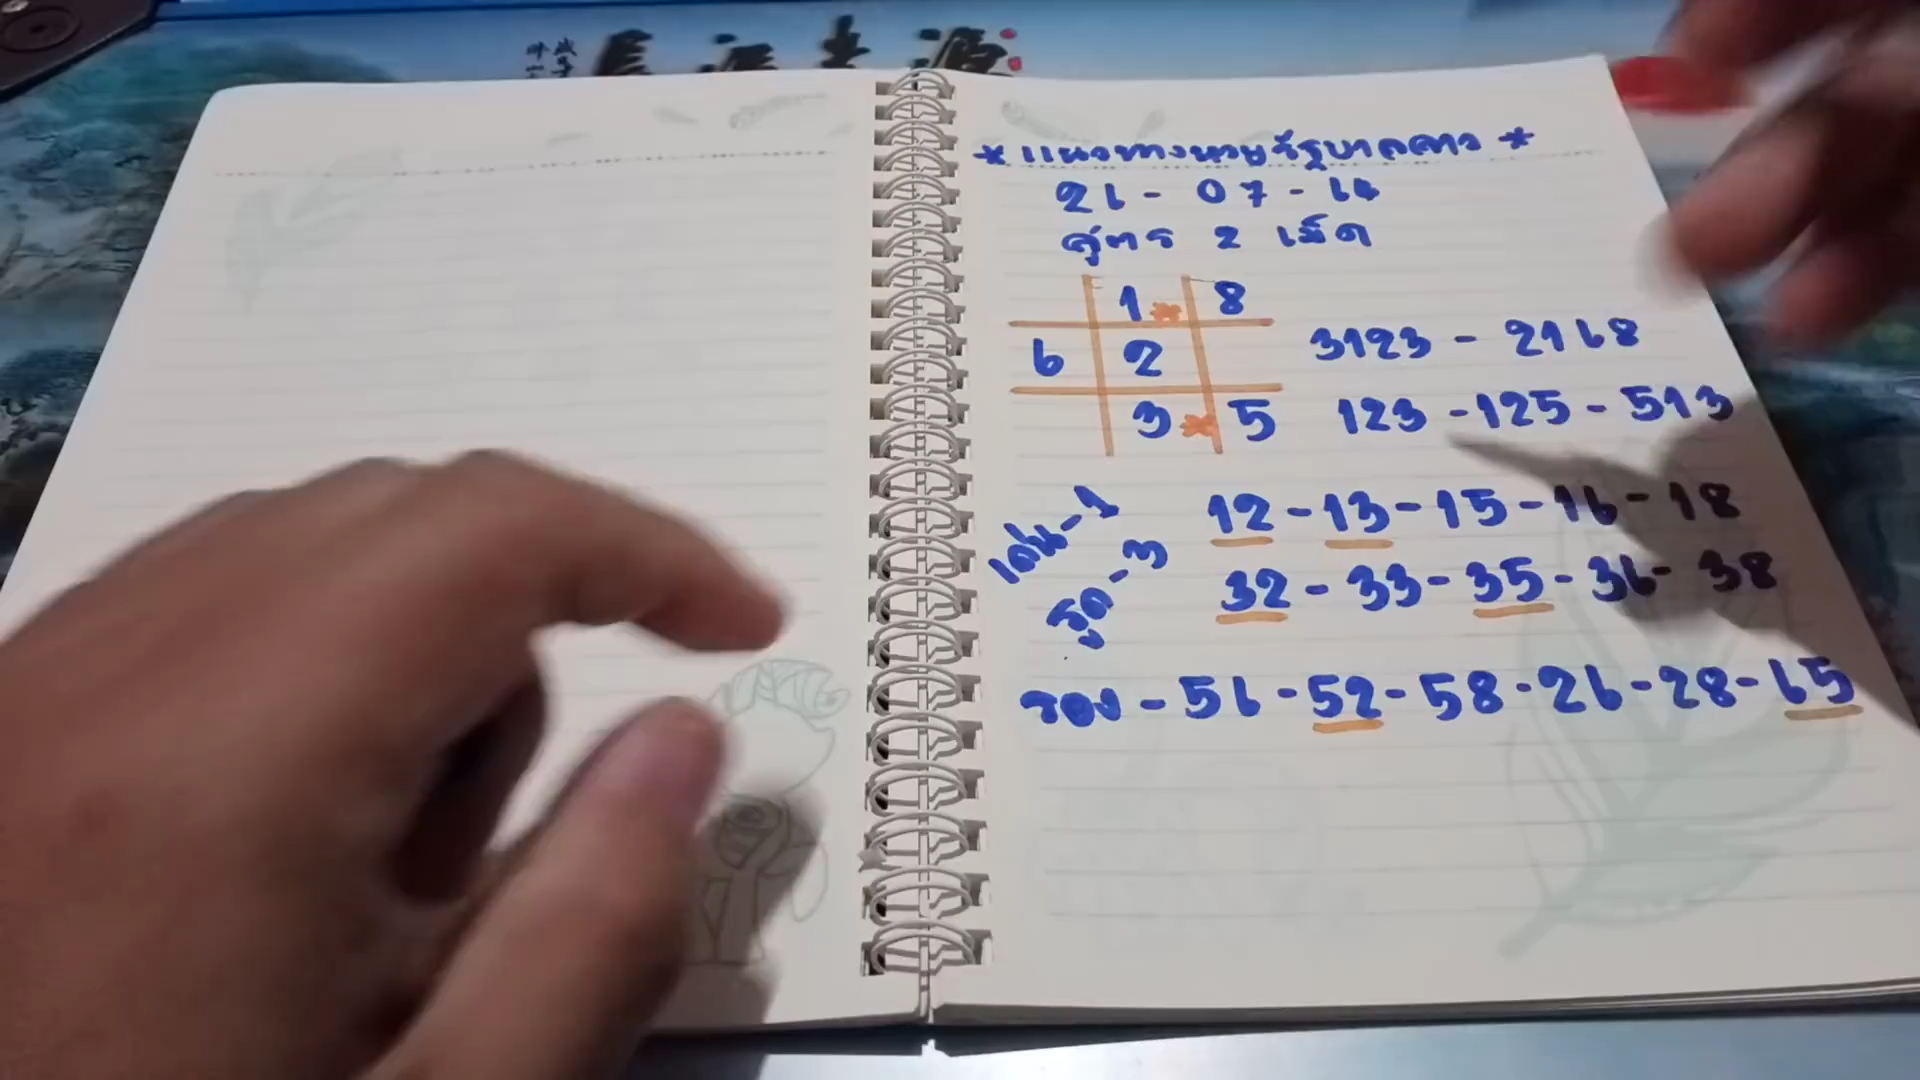 * แนวทางหวยรัฐบาลลาว *
21 - 07 - 64
สูตร 2 เม็ด
1 * 8
6 2
3123 - 2168
3 * 5
123 - 125 - 513
เด่น - 1
12 - 13 - 15 - 16 - 18
รูด - 3
32 - 33 - 35 - 36 - 38
รอง - 56 - 52 - 58 - 26 - 28 - 65